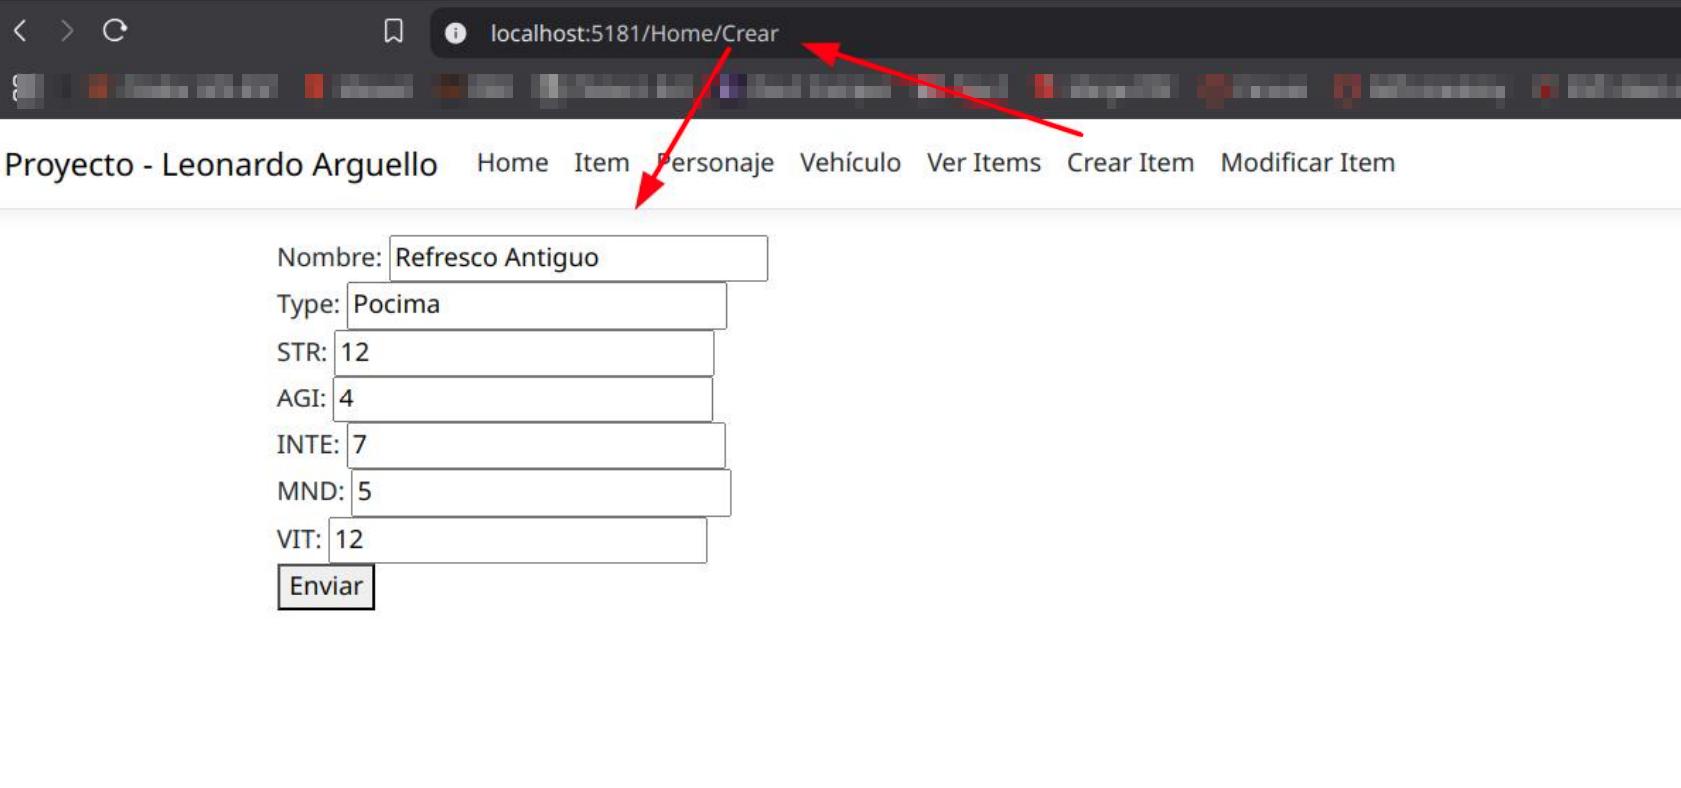 localhost:5181/Home/Crear
Proyecto - Leonardo Arguello Home Item Personaje Vehículo Ver Items Crear Item Modificar Item
Nombre: Refresco Antiguo
Type: Pocima
STR: 12
AGI: 4
INTE: 7
MND: 5
VIT: 12
Enviar